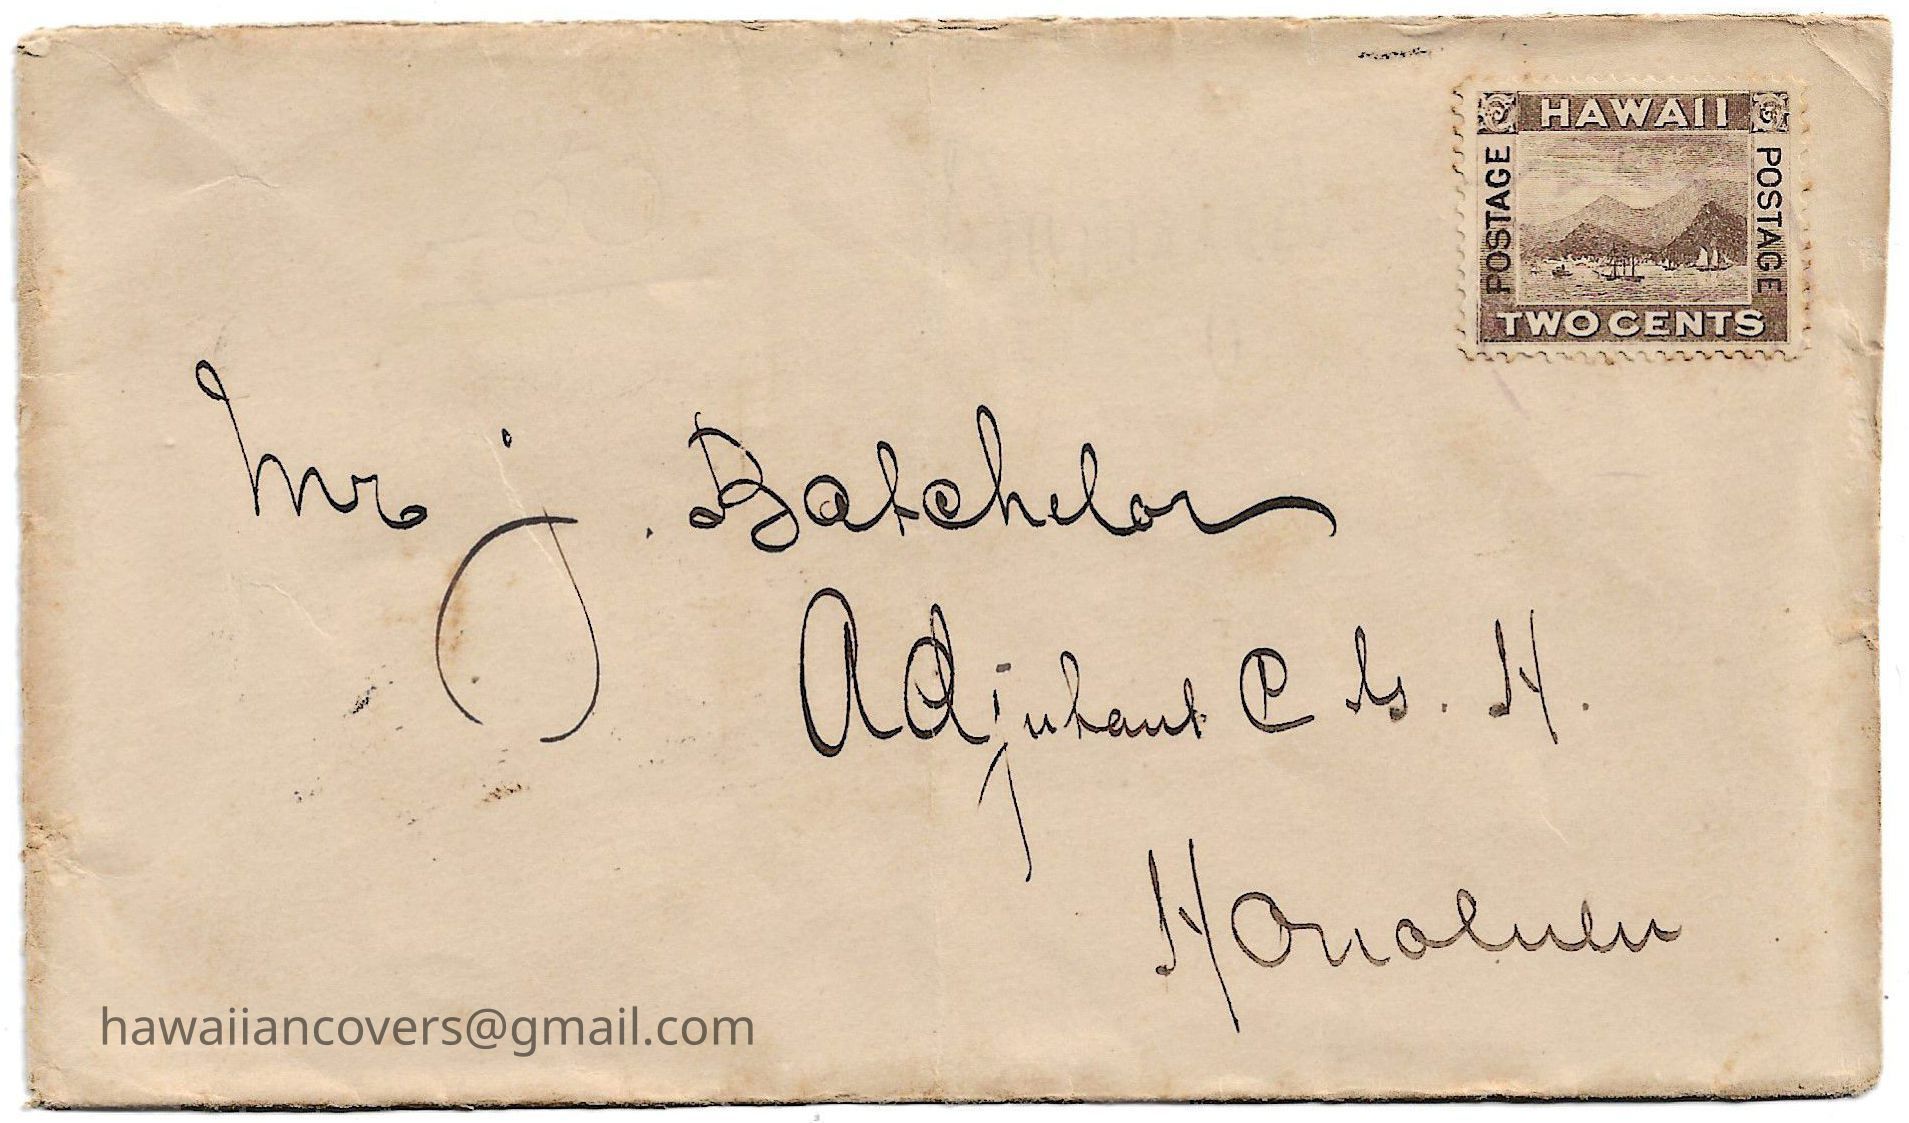 HAWAII
POSTAGE
POSTAGE
TWO CENTS
Mr J. Batchelor
Adjutant C G. H.
Honolulu
hawaiiancovers@gmail.com